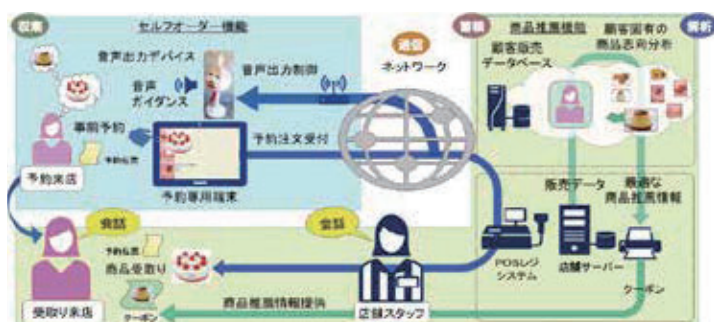 収集
セルフオーダー機能
音声出力デバイス
音声
ガイダンス
音声出力制御
事前予約
予約伝票
予約来店
予約専用端末
予約注文受付
通信
ネットワーク
蓄積
商品推薦機能
解析
顧客販売
データベース
顧客固有の
商品志向分析
販売データ
最適な
商品推薦情報
POSレジ
システム
店舗サーバー
クーポン
会話
予約伝票
商品受取り
受取り来店
クーポン
商品推薦情報提供
会話
店舗スタッフ